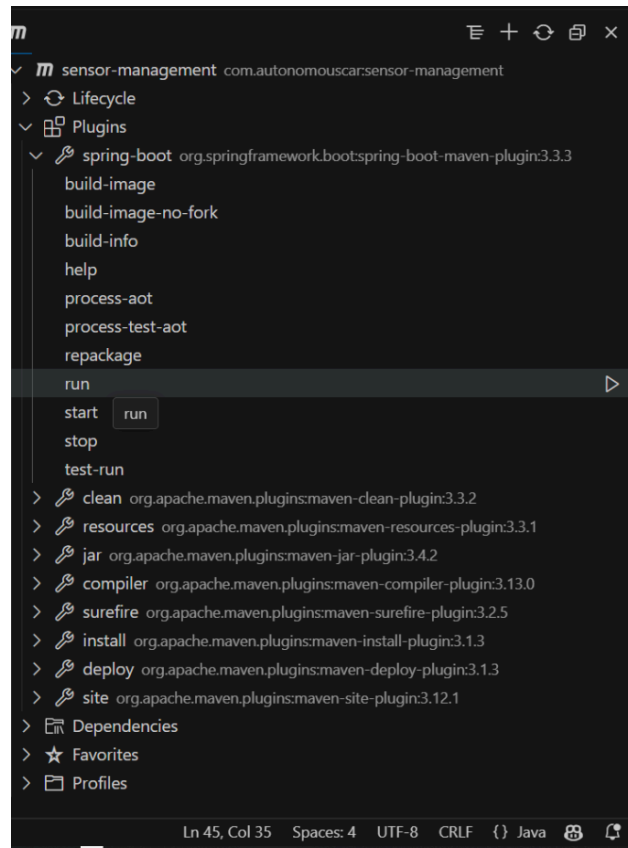 m
m sensor-management com.autonomouscar:sensor-management
Lifecycle
Plugins
spring-boot org.springframework.boot:spring-boot-maven-plugin:3.3.3
build-image
build-image-no-fork
build-info
help
process-aot
process-test-aot
repackage
run
start run
stop
test-run
clean org.apache.maven.plugins:maven-clean-plugin:3.3.2
resources org.apache.maven.plugins:maven-resources-plugin:3.3.1
jar org.apache.maven.plugins:maven-jar-plugin:3.4.2
compiler org.apache.maven.plugins:maven-compiler-plugin:3.13.0
surefire org.apache.maven.plugins:maven-surefire-plugin:3.2.5
install org.apache.maven.plugins:maven-install-plugin:3.1.3
deploy org.apache.maven.plugins:maven-deploy-plugin:3.1.3
site org.apache.maven.plugins:maven-site-plugin:3.12.1
Dependencies
Favorites
Profiles
Ln 45, Col 35 Spaces: 4 UTF-8 CRLF {} Java